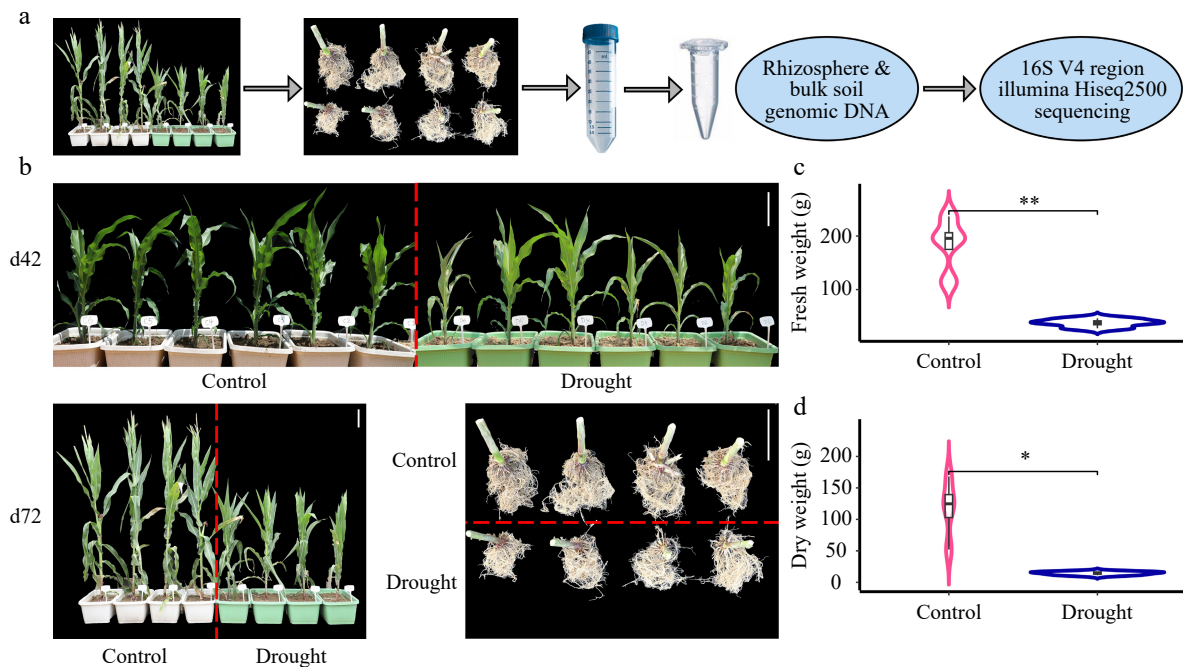 a
Rhizosphere &
bulk soil
genomic DNA
16S V4 region
illumina Hiseq2500
sequencing
b
d42
Control
Drought
d72
Control
Drought
Control
Drought
c
Fresh weight (g)
200
100
**
Control
Drought
d
Dry weight (g)
200
150
100
50
0
*
Control
Drought